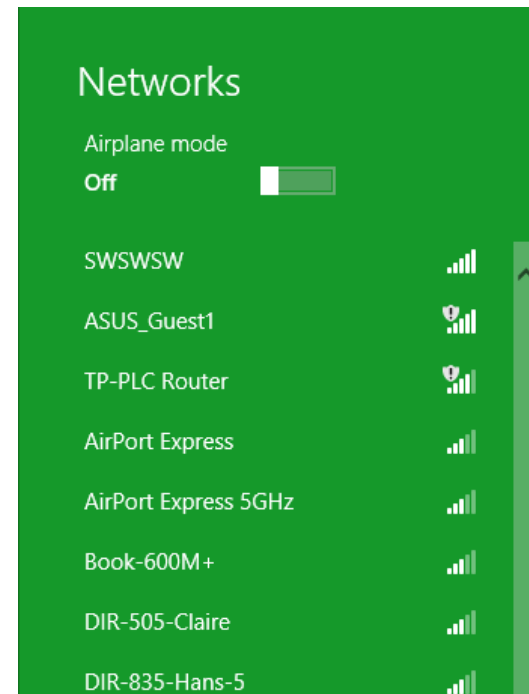 Networks
Airplane mode
Off
SWSWSW
ASUS_Guest1
TP-PLC Router
AirPort Express
AirPort Express 5GHz
Book-600M+
DIR-505-Claire
DIR-835-Hans-5